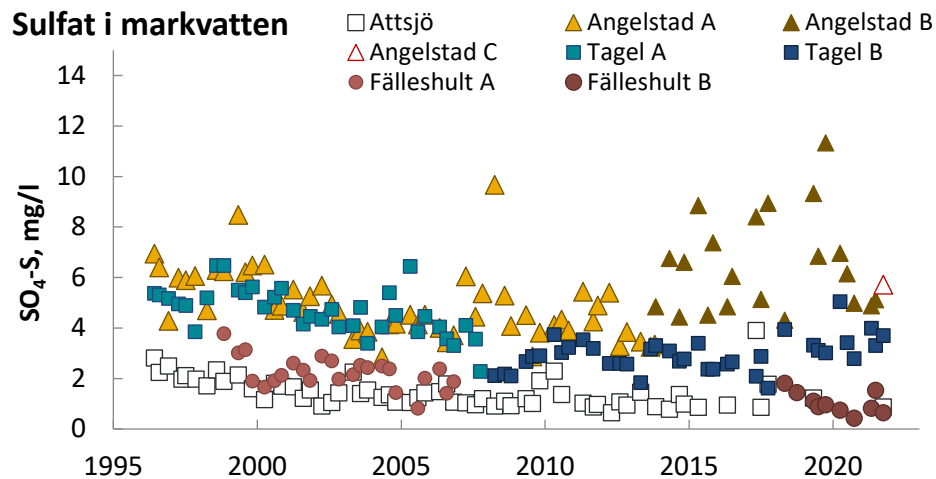 Sulfat i markvatten
Attsjö Angelstad A Angelstad B
Angelstad C Tagel A Tagel B
Fälleshult A Fälleshult B
SO₄-S, mg/l
14
12
10
8
6
4
2
0
1995 2000 2005 2010 2015 2020